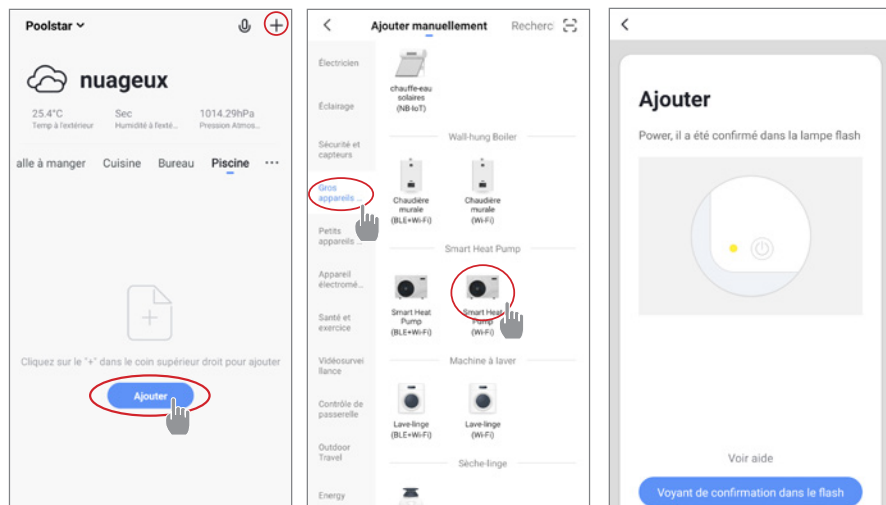 Poolstar
nuageux
25.4°C Sec 1014.29hPa
Temp à l'extérieur Humidité à l'exté... Pression Atmos...
alle à manger Cuisine Bureau Piscine ...
Cliquez sur le "+" dans le coin supérieur droit pour ajouter
Ajouter
Ajouter manuellement Recherc
Électricien
Éclairage
Sécurité et
capteurs
Gros
appareils ...
Petits
appareils ...
Appareil
électromé...
Santé et
exercice
Vidéosurvei
llance
Contrôle de
passerelle
Outdoor
Travel
Energy
chauffe-eau
solaires
(NB-IoT)
Wall-hung Boiler
Chaudière
murale
(BLE+Wi-Fi)
Chaudière
murale
(Wi-Fi)
Smart Heat Pump
Smart Heat
Pump
(BLE+Wi-Fi)
Smart Heat
Pump
(Wi-Fi)
Machine à laver
Lave-linge
(BLE+Wi-Fi)
Lave-linge
(Wi-Fi)
Sèche-linge
Ajouter
Power, il a été confirmé dans la lampe flash
Voir aide
Voyant de confirmation dans le flash